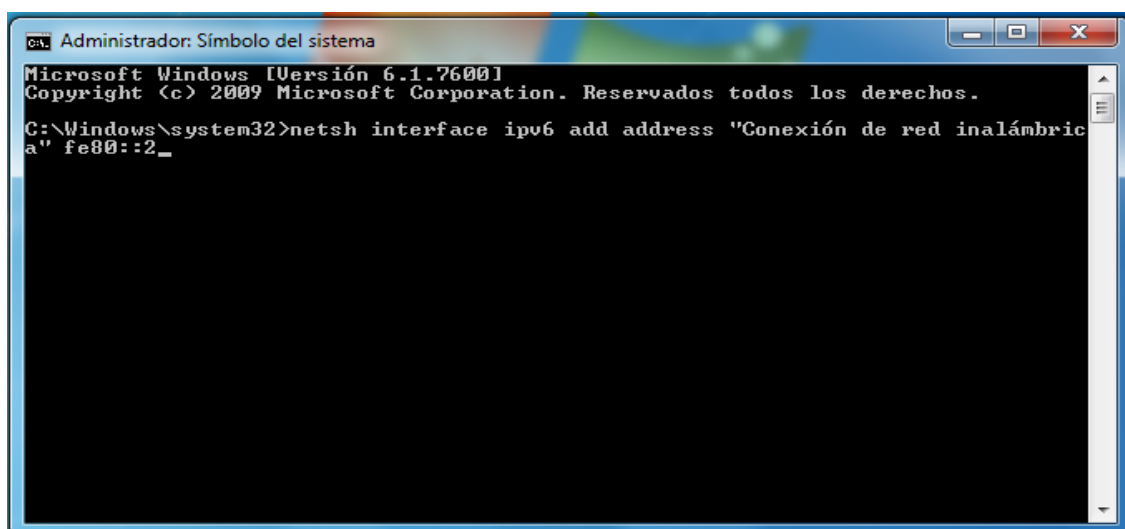 Administrador: Símbolo del sistema
Microsoft Windows [Versión 6.1.7600]
Copyright (c) 2009 Microsoft Corporation. Reservados todos los derechos.
C:\Windows\system32>netsh interface ipv6 add address "Conexión de red inalámbric
a" fe80::2_